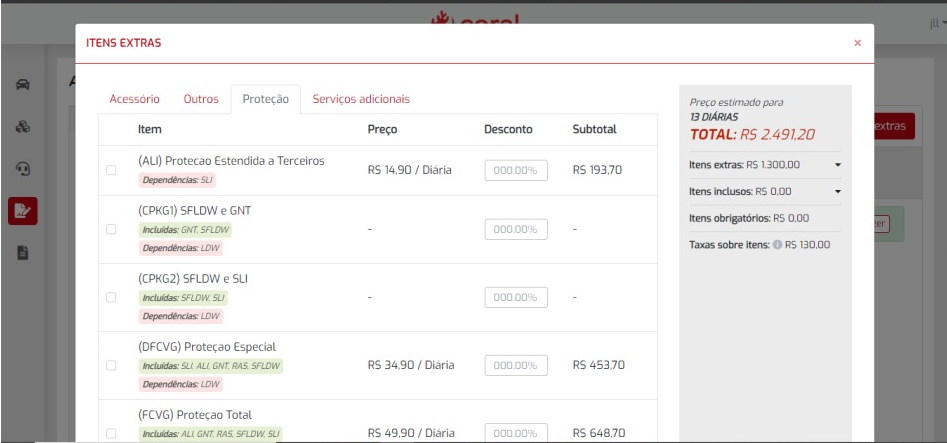 coral
jll
ITENS EXTRAS
×
Acessório Outros Proteção Serviços adicionais
Item Preço Desconto Subtotal
(ALI) Protecao Estendida a Terceiros
Dependências: SLI
R$ 14,90 / Diária 000.00% R$ 193,70
(CPKG1) SFLDW e GNT
Incluídas: GNT, SFLDW
Dependências: LDW
- 000.00% -
(CPKG2) SFLDW e SLI
Incluídas: SFLDW, SLI
Dependências: LDW
- 000.00% -
(DFCVG) Proteçao Especial
Incluídas: SLI, ALI, GNT, RAS, SFLDW
Dependências: LDW
R$ 34,90 / Diária 000.00% R$ 453,70
(FCVG) Proteçao Total
Incluídas: ALI, GNT, RAS, SFLDW, SLI
R$ 49,90 / Diária 000.00% R$ 648,70
Preço estimado para
13 DIÁRIAS
TOTAL: R$ 2.491,20
Itens extras: R$ 1.300,00
Itens inclusos: R$ 0,00
Itens obrigatórios: R$ 0,00
Taxas sobre itens: R$ 130,00
extras